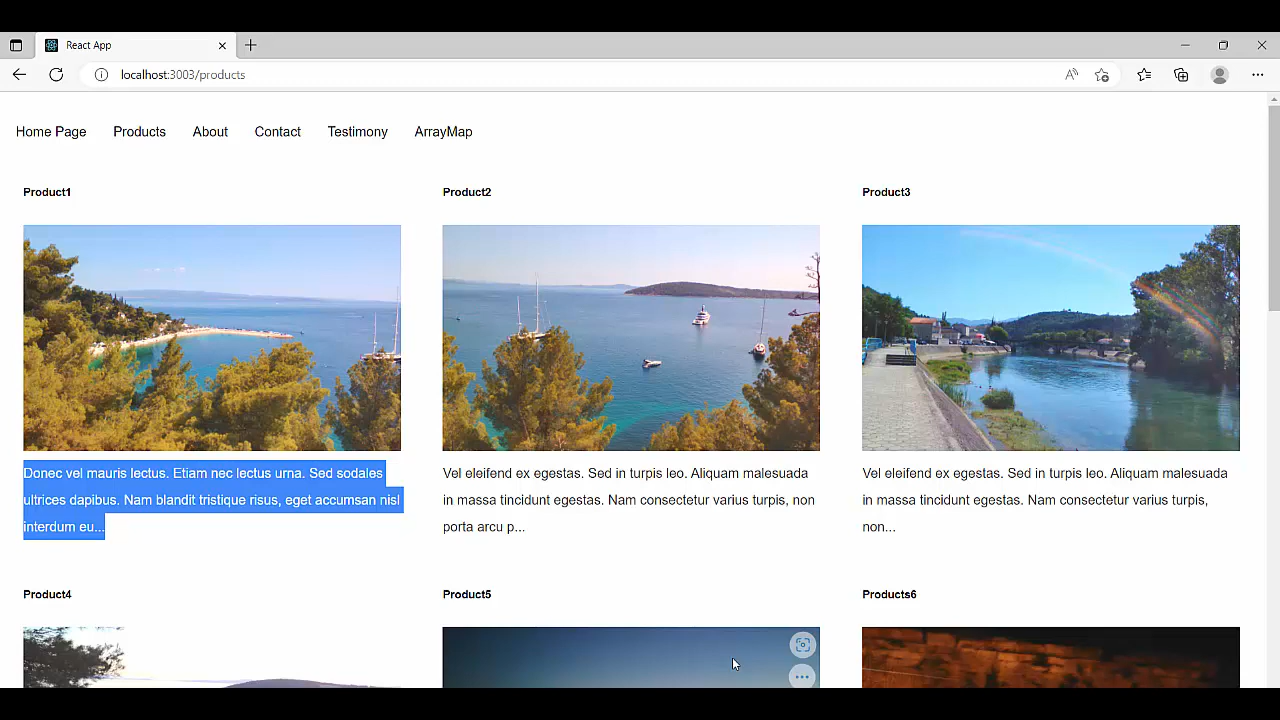 React App
localhost:3003/products
Home Page Products About Contact Testimony ArrayMap
Product1
Product2
Product3
Donec vel mauris lectus. Etiam nec lectus urna. Sed sodales
ultrices dapibus. Nam blandit tristique risus, eget accumsan nisl
interdum eu...
Vel eleifend ex egestas. Sed in turpis leo. Aliquam malesuada
in massa tincidunt egestas. Nam consectetur varius turpis, non
porta arcu p...
Vel eleifend ex egestas. Sed in turpis leo. Aliquam malesuada
in massa tincidunt egestas. Nam consectetur varius turpis,
non...
Product4
Product5
Products6